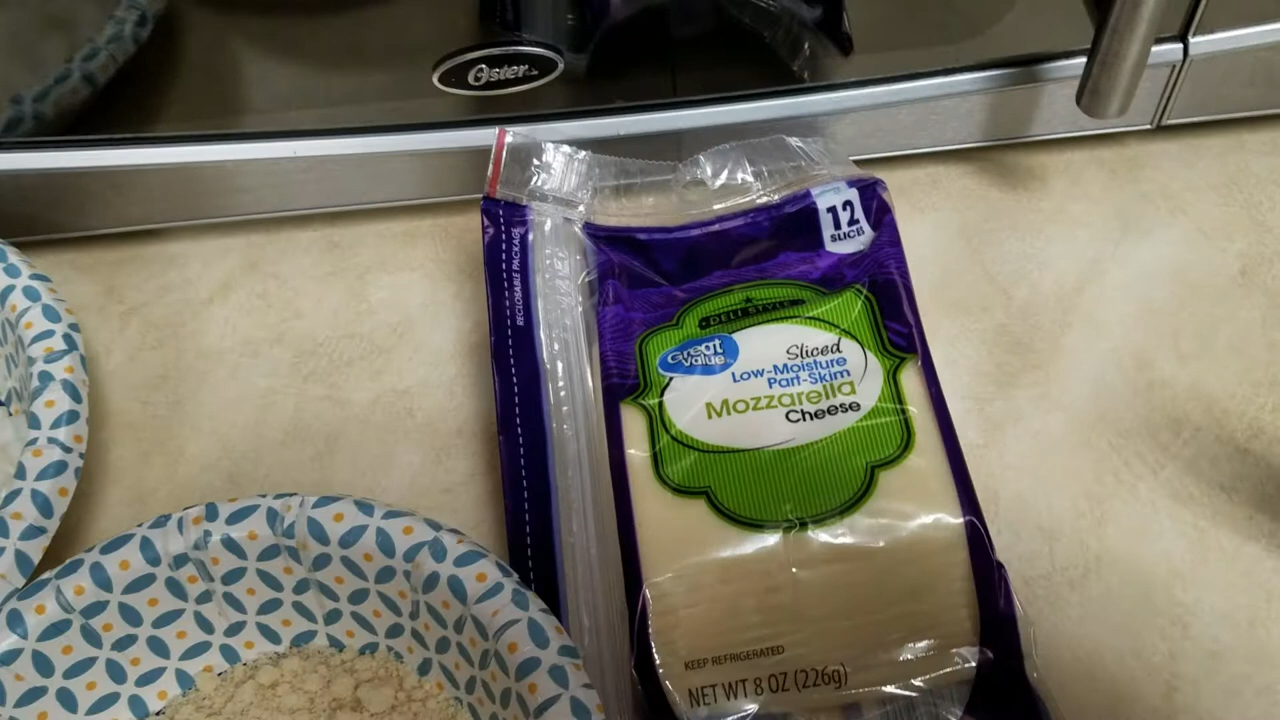 Oster
12
SLICES
RECLOSABLE PACKAGE
DELI STYLE
Great
Value
Sliced
Low-Moisture
Part-Skim
Mozzarella
Cheese
KEEP REFRIGERATED
NET WT 8 OZ (226g)